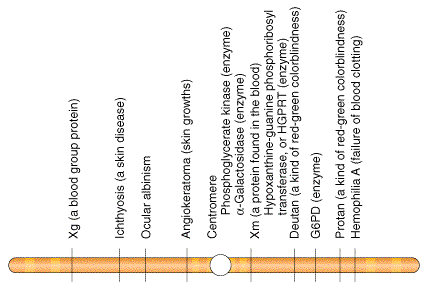 Xg (a blood group protein)
Ichthyosis (a skin disease)
Ocular albinism
Angiokeratoma (skin growths)
Centromere
Phosphoglycerate kinase (enzyme)
α-Galactosidase (enzyme)
Xm (a protein found in the blood)
Hypoxanthine-guanine phosphoribosyl
transferase, or HGPRT (enzyme)
Deutan (a kind of red-green colorblindness)
G6PD (enzyme)
Protan (a kind of red-green colorblindness)
Hemophilia A (failure of blood clotting)